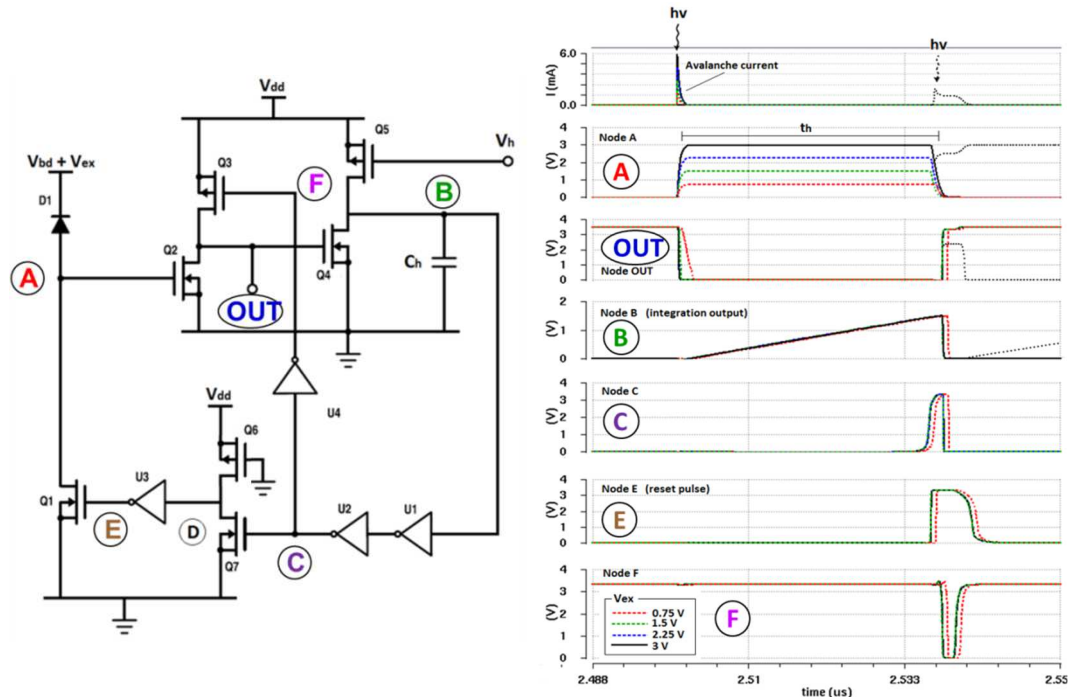 Vdd
Q5
Vh
Vbd + Vex
Q3
F
B
D1
A
Q2
Q4
Ch
OUT
U4
Vdd
Q6
U3
Q1
E
D
U2
U1
Q7
C
hv
hv
6.0
I (mA)
0.0
Avalanche current
4
3
2
1
0
(V)
Node A
A
th
4
3
2
1
0
(V)
OUT
Node OUT
2
1
0
(V)
Node B (integration output)
B
4
3
2
1
0
(V)
Node C
C
4
3
2
1
0
(V)
Node E (reset pulse)
E
4
3
2
1
0
(V)
Node F
Vex
0.75 V
1.5 V
2.25 V
3 V
F
2.488
2.51
2.533
2.55
time (us)